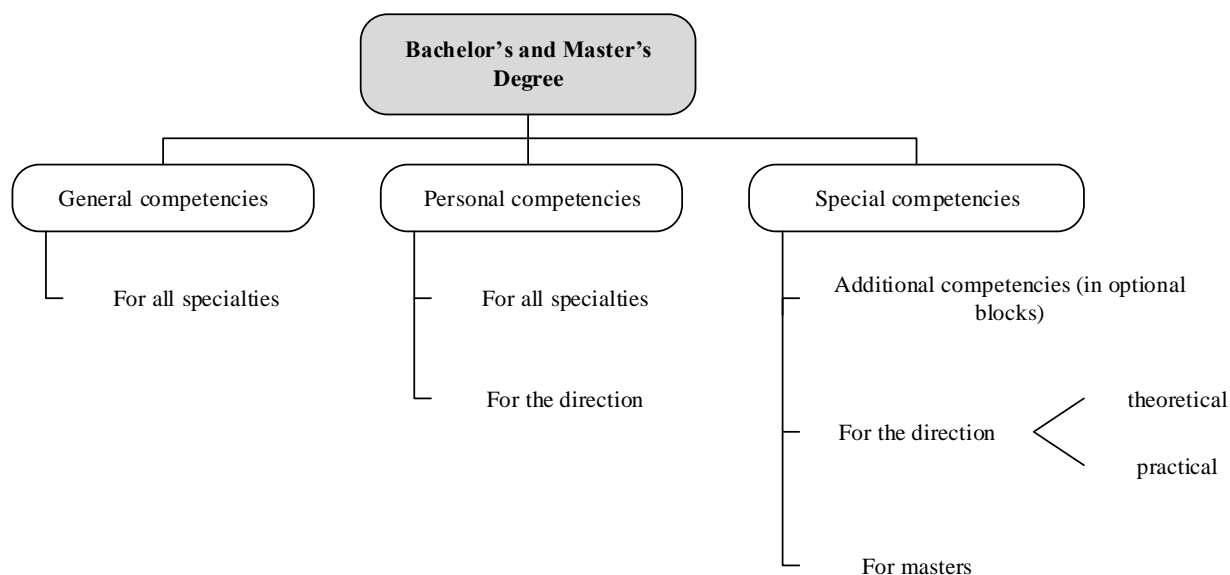 Bachelor’s and Master’s
Degree
General competencies
Personal competencies
Special competencies
For all specialties
For all specialties
Additional competencies (in optional
blocks)
For the direction
For the direction
theoretical
practical
For masters